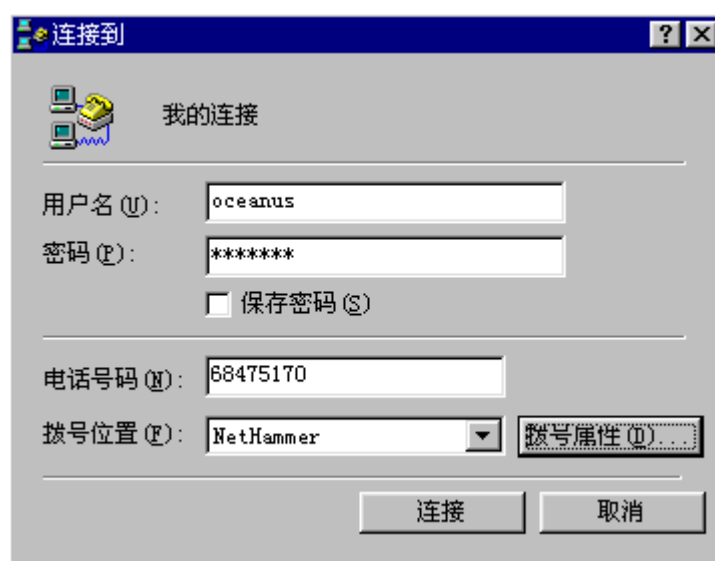 连接到
我的连接
用户名(U): oceanus
密码(P): *******
保存密码(S)
电话号码(N): 68475170
拨号位置(F): NetHammer 拨号属性(D)...
连接 取消